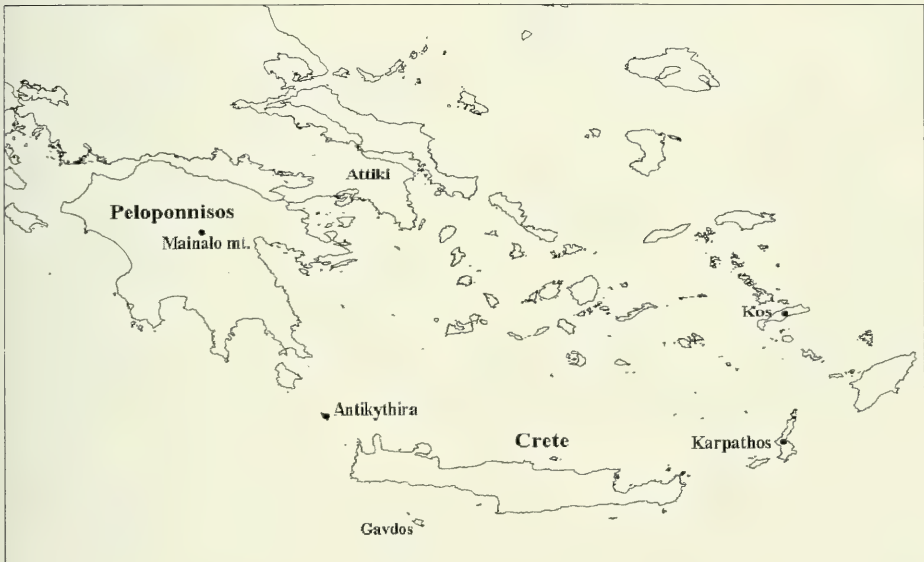 Attiki
Peloponnisos
Mainalo mt.
Kos
Antikythira
Crete
Karpathos
Gavdos